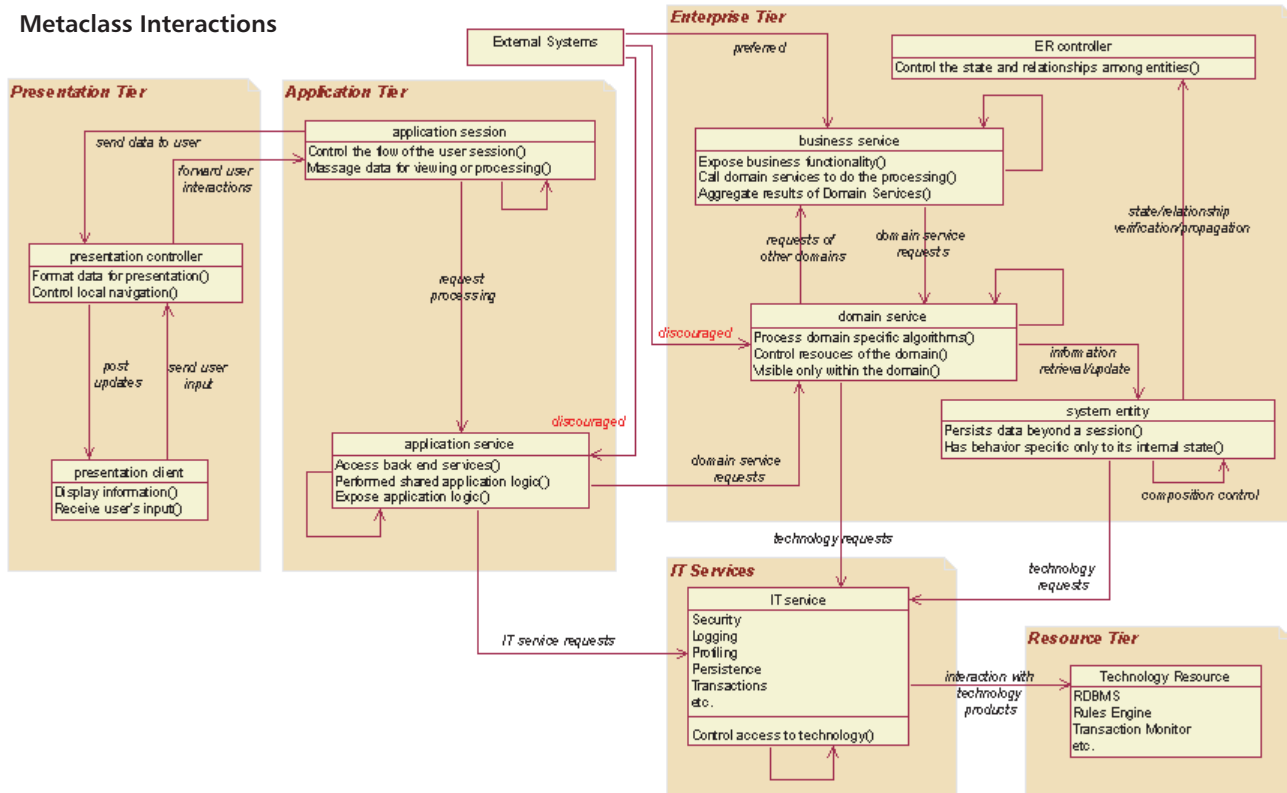 Metaclass Interactions
Enterprise Tier
External Systems
preferred
ER controller
Control the state and relationships among entities()
Presentation Tier
Application Tier
send data to user
application session
Control the flow of the user session()
Massage data for viewing or processing()
forward user
interactions
business service
Expose business functionality()
Call domain services to do the processing()
Aggregate results of Domain Services()
state/relationship
verification/propagation
requests of
other domains
domain service
requests
presentation controller
Format data for presentation()
Control local navigation()
request
processing
discouraged
domain service
Process domain specific algorithms()
Control resouces of the domain()
Visible only within the domain()
information
retrieval/update
post
updates
send user
input
discouraged
system entity
Persists data beyond a session()
Has behavior specific only to its internal state()
composition control
application service
Access back end services()
Performed shared application logic()
Expose application logic()
domain service
requests
presentation client
Display information()
Receive user's input()
technology requests
technology
requests
IT Services
IT service
Security
Logging
Profiling
Persistence
Transactions
etc.
Control access to technology()
IT service requests
interaction with
technology
products
Resource Tier
Technology Resource
RDBMS
Rules Engine
Transaction Monitor
etc.